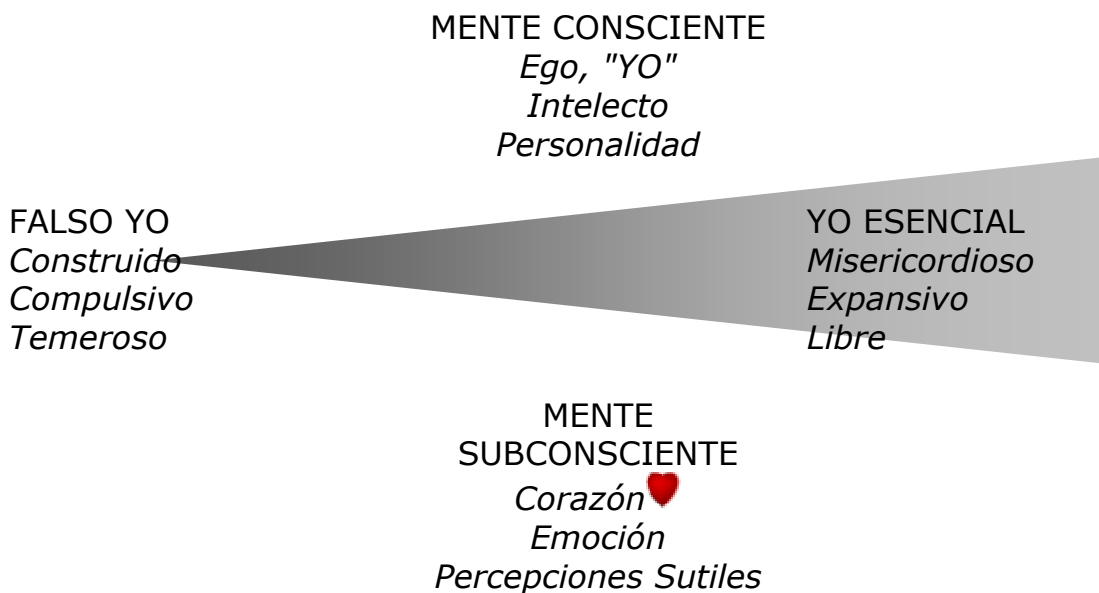 MENTE CONSCIENTE
Ego, "YO"
Intelecto
Personalidad
FALSO YO
Construido
Compulsivo
Temeroso
YO ESENCIAL
Misericordioso
Expansivo
Libre
MENTE
SUBCONSCIENTE
Corazón
Emoción
Percepciones Sutiles